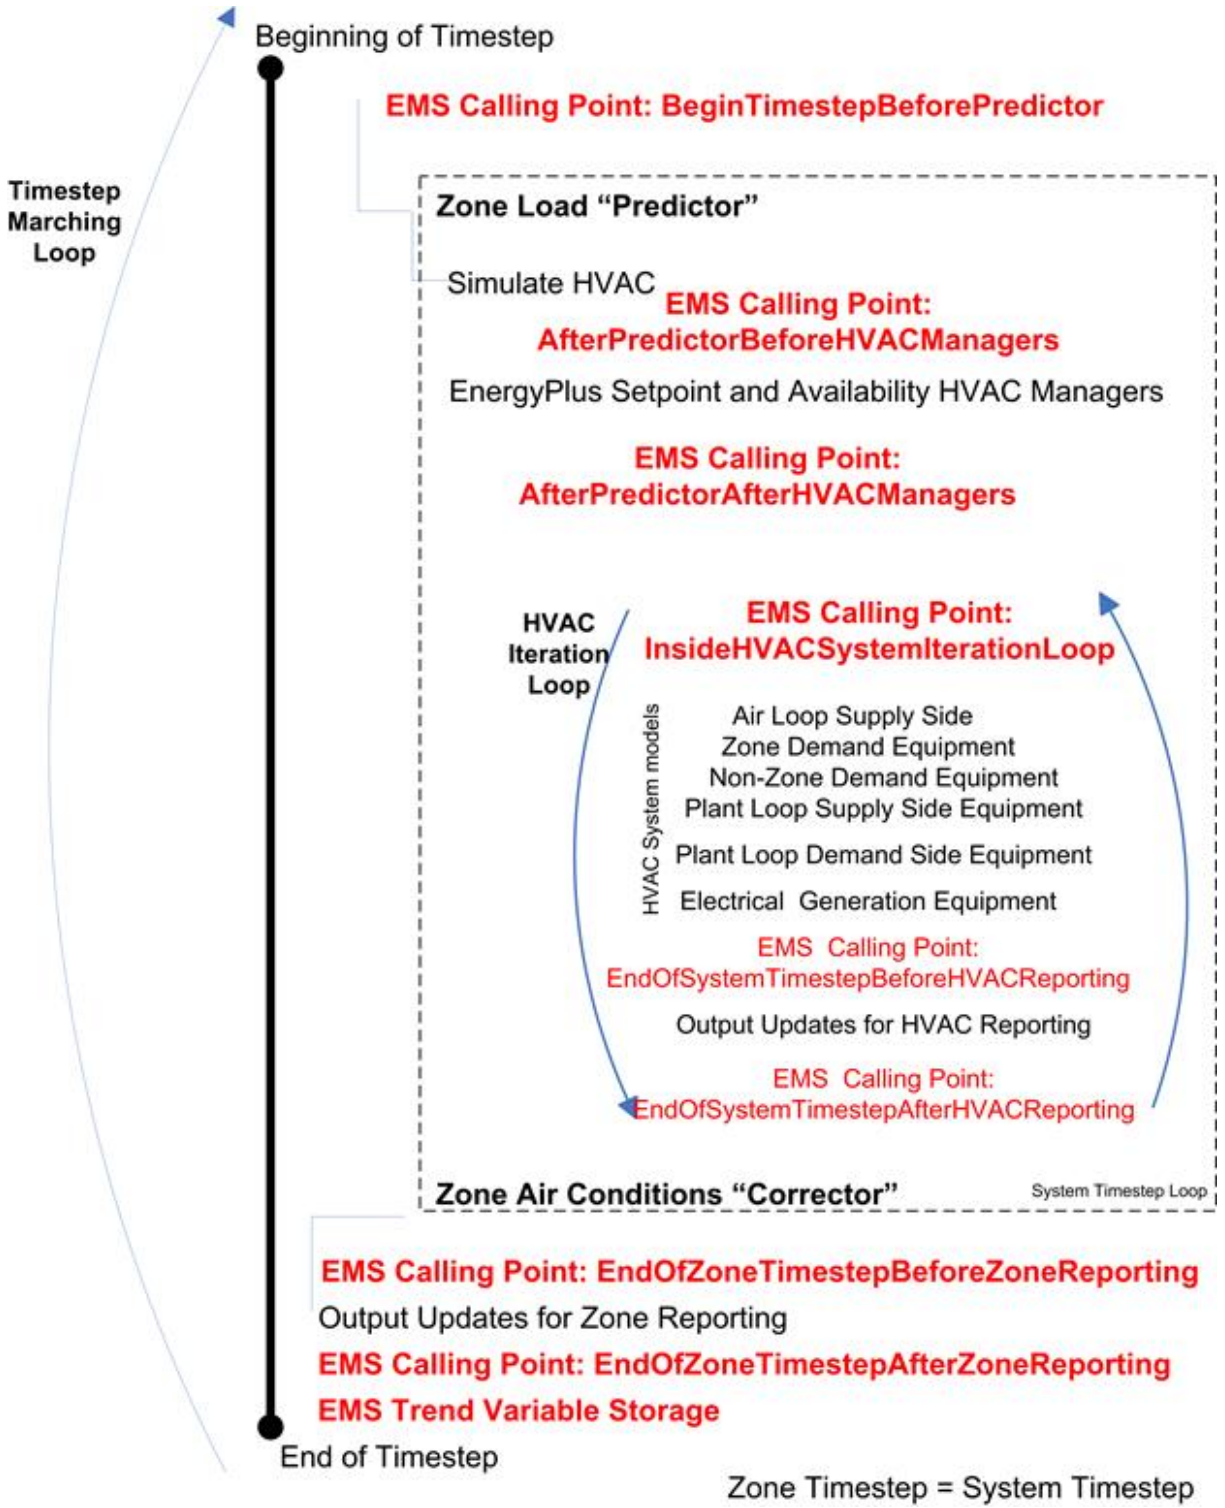 Beginning of Timestep
EMS Calling Point: BeginTimestepBeforePredictor
Timestep
Marching
Loop
Zone Load “Predictor”
Simulate HVAC
EMS Calling Point:
AfterPredictorBeforeHVACManagers
EnergyPlus Setpoint and Availability HVAC Managers
EMS Calling Point:
AfterPredictorAfterHVACManagers
HVAC
Iteration
Loop
EMS Calling Point:
InsideHVACSystemIterationLoop
HVAC System models
Air Loop Supply Side
Zone Demand Equipment
Non-Zone Demand Equipment
Plant Loop Supply Side Equipment
Plant Loop Demand Side Equipment
Electrical Generation Equipment
EMS Calling Point:
EndOfSystemTimestepBeforeHVACReporting
Output Updates for HVAC Reporting
EMS Calling Point:
EndOfSystemTimestepAfterHVACReporting
Zone Air Conditions “Corrector”
System Timestep Loop
EMS Calling Point: EndOfZoneTimestepBeforeZoneReporting
Output Updates for Zone Reporting
EMS Calling Point: EndOfZoneTimestepAfterZoneReporting
EMS Trend Variable Storage
End of Timestep
Zone Timestep = System Timestep